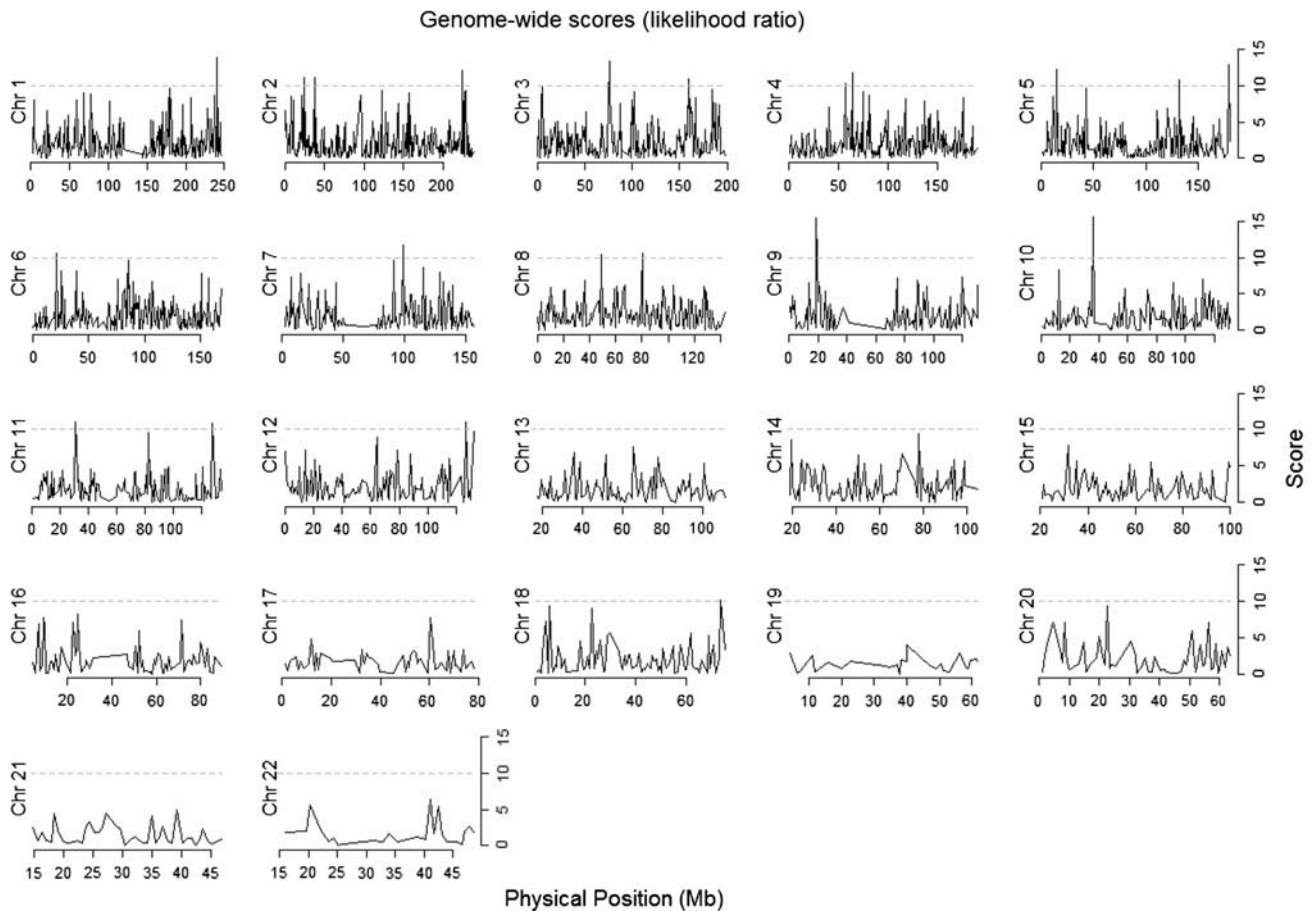 Genome-wide scores (likelihood ratio)
Chr 1 Chr 2 Chr 3 Chr 4 Chr 5
0 5 10 15
0 50 100 150 200 250 0 50 100 150 0 50 100 150 200 0 50 100 150 0 50 100 150
Chr 6 Chr 7 Chr 8 Chr 9 Chr 10
0 5 10 15
0 50 100 150 0 50 100 150 0 20 40 60 80 120 0 20 40 60 80 100 0 20 40 60 80 100
Chr 11 Chr 12 Chr 13 Chr 14 Chr 15
0 5 10 15
Score
0 20 40 60 80 100 0 20 40 60 80 100 20 40 60 80 100 20 40 60 80 100 20 40 60 80 100
Chr 16 Chr 17 Chr 18 Chr 19 Chr 20
0 5 10 15
20 40 60 80 0 20 40 60 80 0 20 40 60 10 20 30 40 50 60 0 10 20 30 40 50 60
Chr 21 Chr 22
0 5 10 15
15 20 25 30 35 40 45 15 20 25 30 35 40 45
Physical Position (Mb)